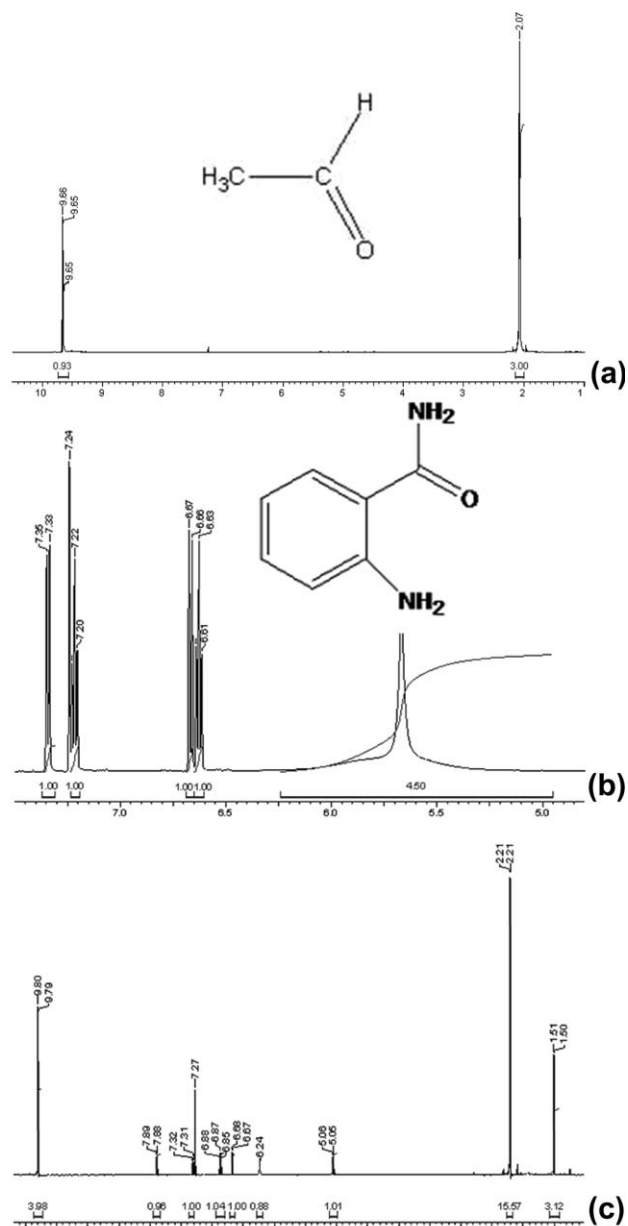 2.07
H
H₃C
C
O
9.66
9.65
9.65
0.93
3.00
10 9 8 7 6 5 4 3 2 1
(a)
NH₂
O
NH₂
7.35
7.33
7.24
7.22
7.20
6.67
6.66
6.63
6.61
1.00 1.00 1.00 1.00 4.50
7.0 6.5 6.0 5.5 5.0
(b)
2.21
2.21
9.80
9.79
7.89
7.88
7.32
7.31
7.27
6.88
6.87
6.85
6.68
6.67
6.24
5.06
5.05
1.51
1.50
3.98 0.96 1.00 1.04 1.00 0.88 1.01 15.57 3.12
(c)